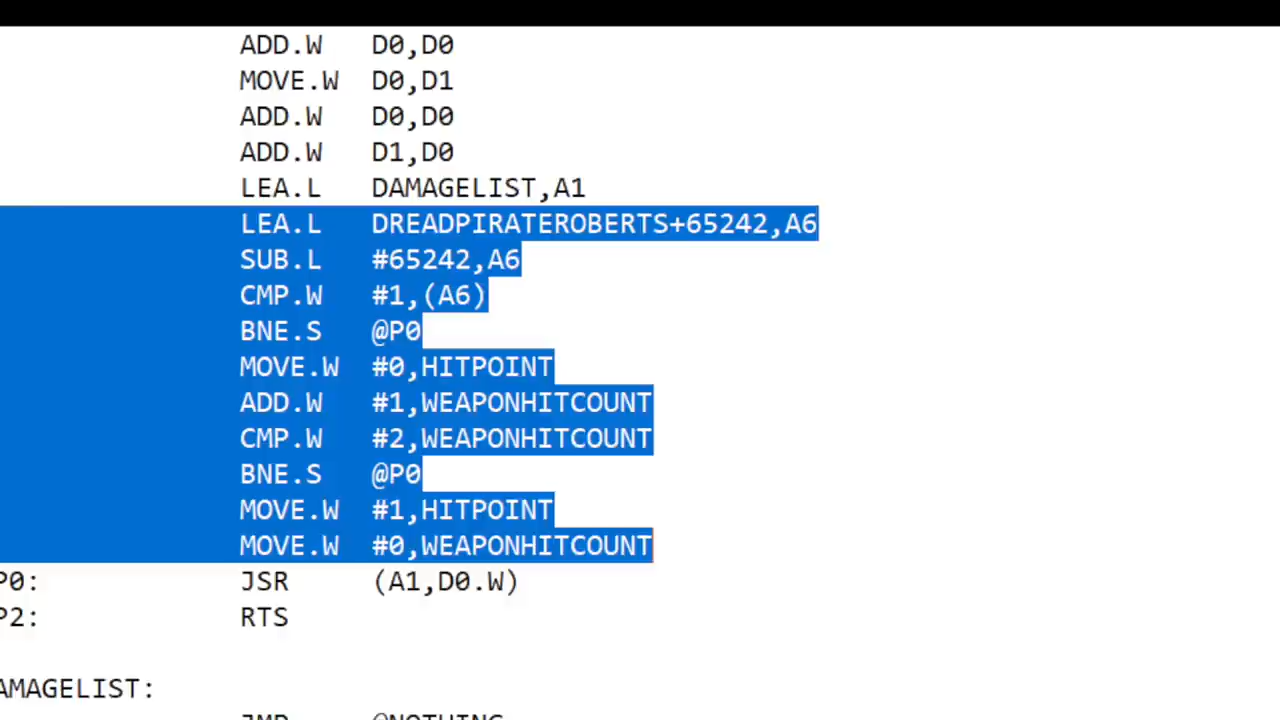 ADD.W D0,D0
MOVE.W D0,D1
ADD.W D0,D0
ADD.W D1,D0
LEA.L DAMAGELIST,A1
LEA.L DREADPIRATEROBERTS+65242,A6
SUB.L #65242,A6
CMP.W #1,(A6)
BNE.S @P0
MOVE.W #0,HITPOINT
ADD.W #1,WEAPONHITCOUNT
CMP.W #2,WEAPONHITCOUNT
BNE.S @P0
MOVE.W #1,HITPOINT
MOVE.W #0,WEAPONHITCOUNT
P0: JSR (A1,D0.W)
P2: RTS
AMAGELIST:
JMP @NOTHING